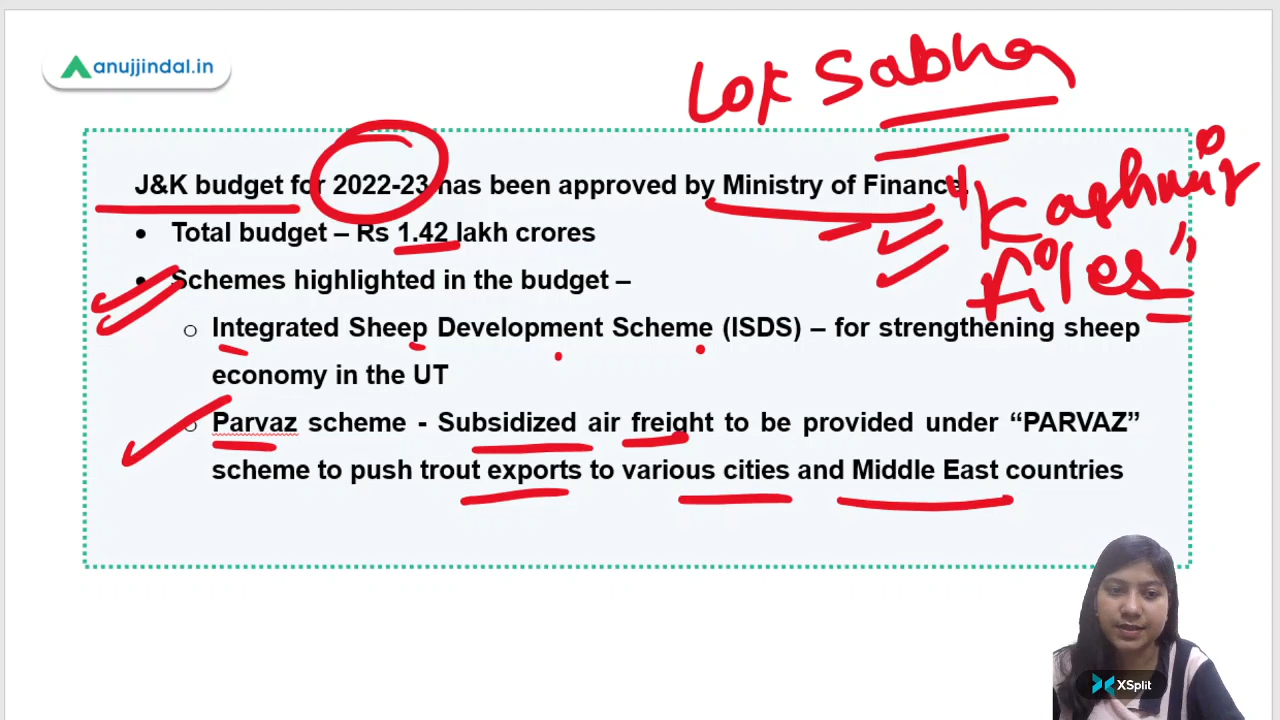 anujjindal.in
Lok Sabha
J&K budget for 2022-23 has been approved by Ministry of Finance.
"Kashmir
files"
• Total budget – Rs 1.42 lakh crores
• Schemes highlighted in the budget –
o Integrated Sheep Development Scheme (ISDS) – for strengthening sheep
economy in the UT
o Parvaz scheme - Subsidized air freight to be provided under “PARVAZ”
scheme to push trout exports to various cities and Middle East countries
XSplit